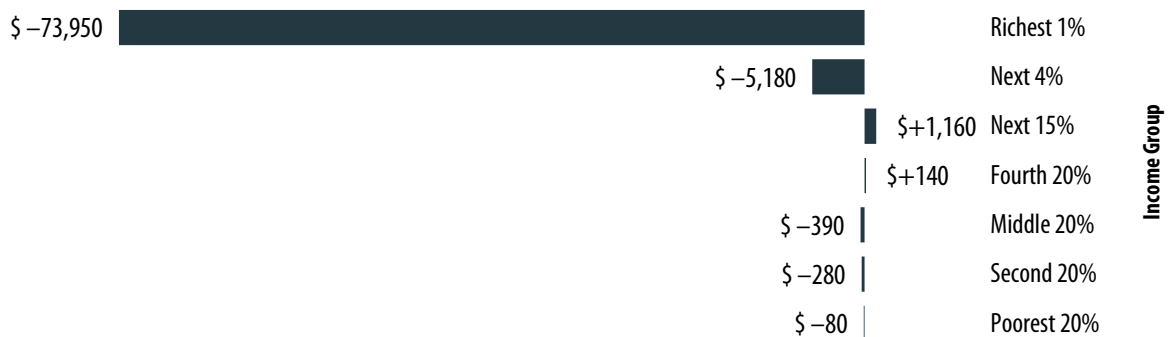 $ –73,950 Richest 1%
$ –5,180 Next 4%
$+1,160 Next 15%
$+140 Fourth 20%
$ –390 Middle 20%
$ –280 Second 20%
$ –80 Poorest 20%
Income Group